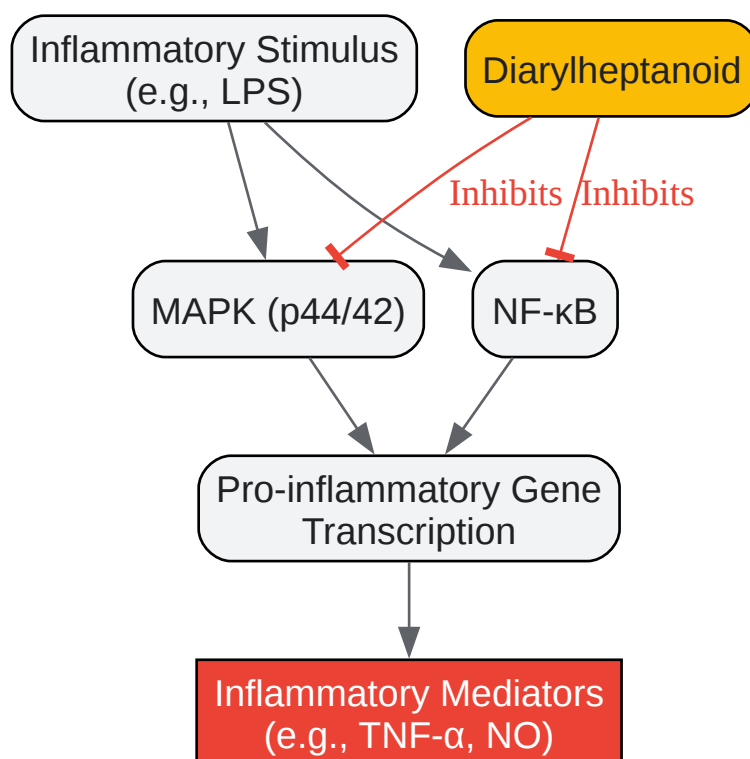 Inflammatory Stimulus
(e.g., LPS)
Diarylheptanoid
Inhibits
Inhibits
MAPK (p44/42)
NF-κB
Pro-inflammatory Gene
Transcription
Inflammatory Mediators
(e.g., TNF-α, NO)